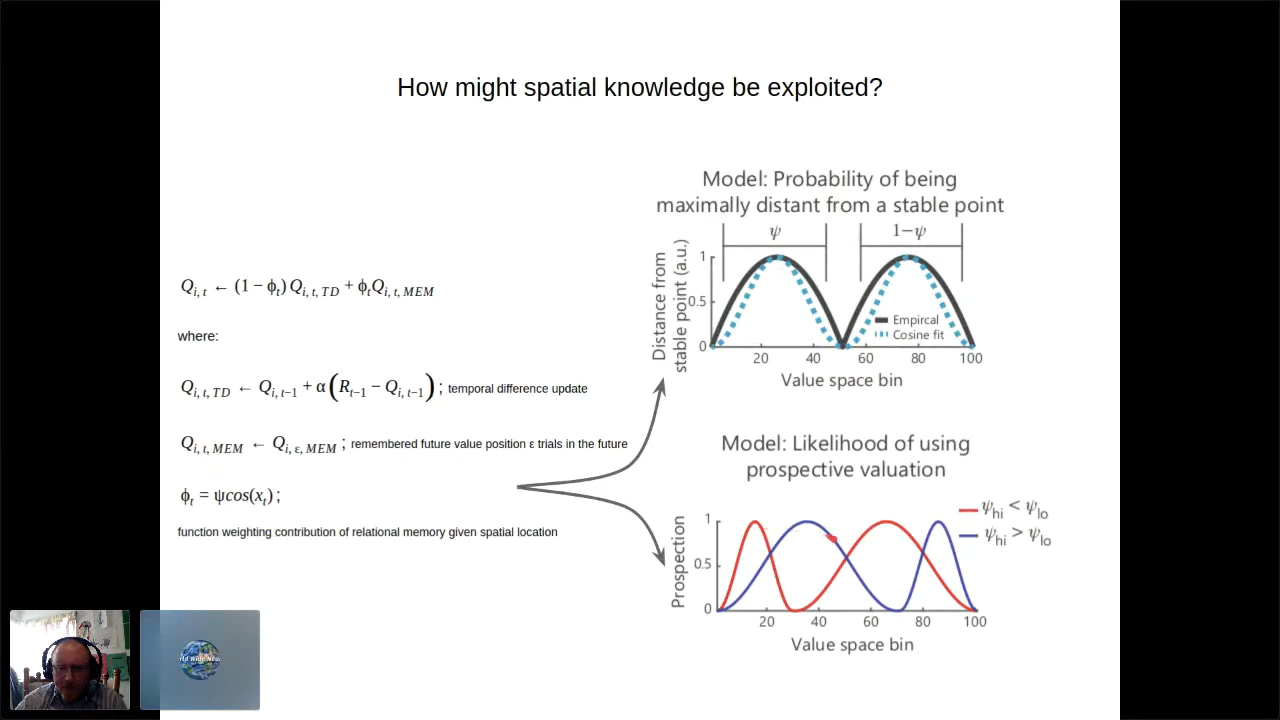 How might spatial knowledge be exploited?
Q_{i, t} ← (1 − ϕ_t) Q_{i, t, TD} + ϕ_t Q_{i, t, MEM}
where:
Q_{i, t, TD} ← Q_{i, t−1} + α (R_{t−1} − Q_{i, t−1}) ; temporal difference update
Q_{i, t, MEM} ← Q_{i, ε, MEM} ; remembered future value position ε trials in the future
ϕ_t = ψcos(x_t) ;
function weighting contribution of relational memory given spatial location
Model: Probability of being
maximally distant from a stable point
ψ
1−ψ
Distance from
stable point (a.u.)
1
0.5
0
Empircal
Cosine fit
20 40 60 80 100
Value space bin
Model: Likelihood of using
prospective valuation
Prospection
1
0.5
0
ψ_hi < ψ_lo
ψ_hi > ψ_lo
20 40 60 80 100
Value space bin